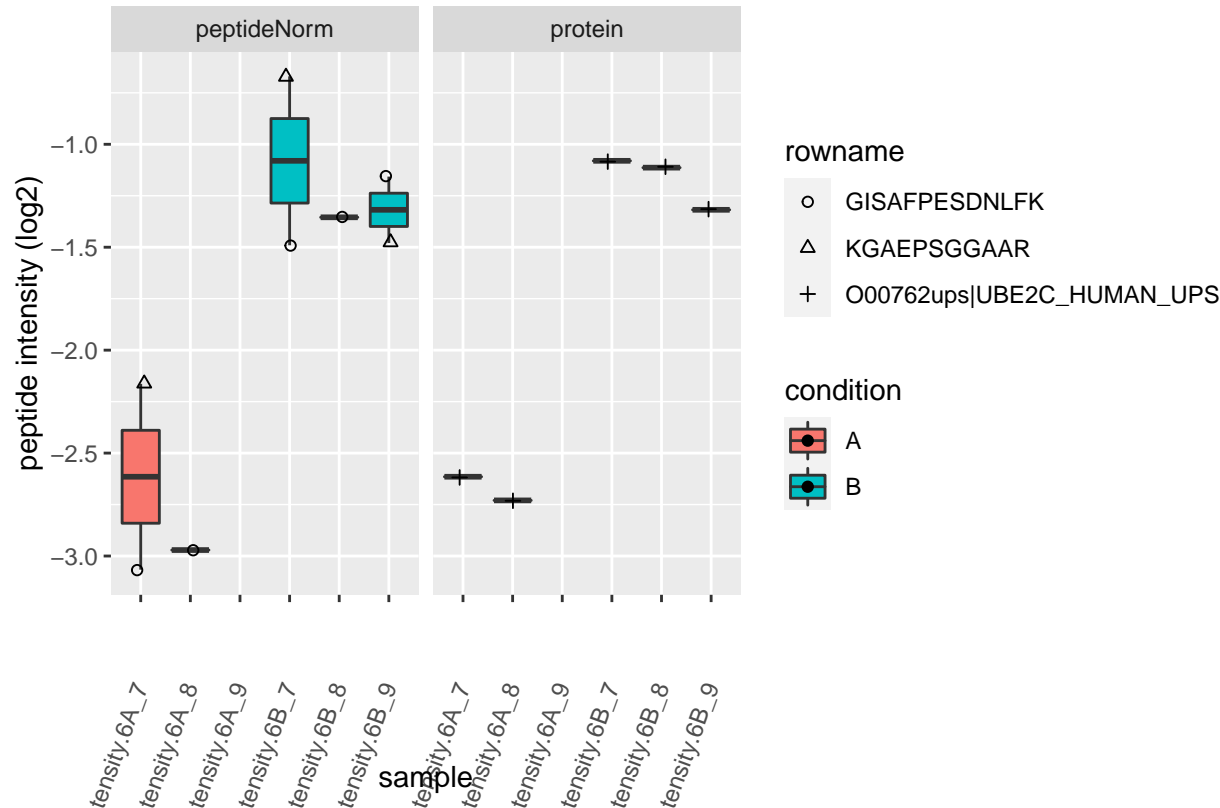 peptideNorm protein
peptide intensity (log2)
−1.0
−1.5
−2.0
−2.5
−3.0
tensity.6A_7
tensity.6A_8
tensity.6A_9
tensity.6B_7
tensity.6B_8
tensity.6B_9
tensity.6A_7
tensity.6A_8
tensity.6A_9
tensity.6B_7
tensity.6B_8
tensity.6B_9
sample
rowname
GISAFPESDNLFK
KGAEPSGGAAR
O00762ups|UBE2C_HUMAN_UPS
condition
A
B